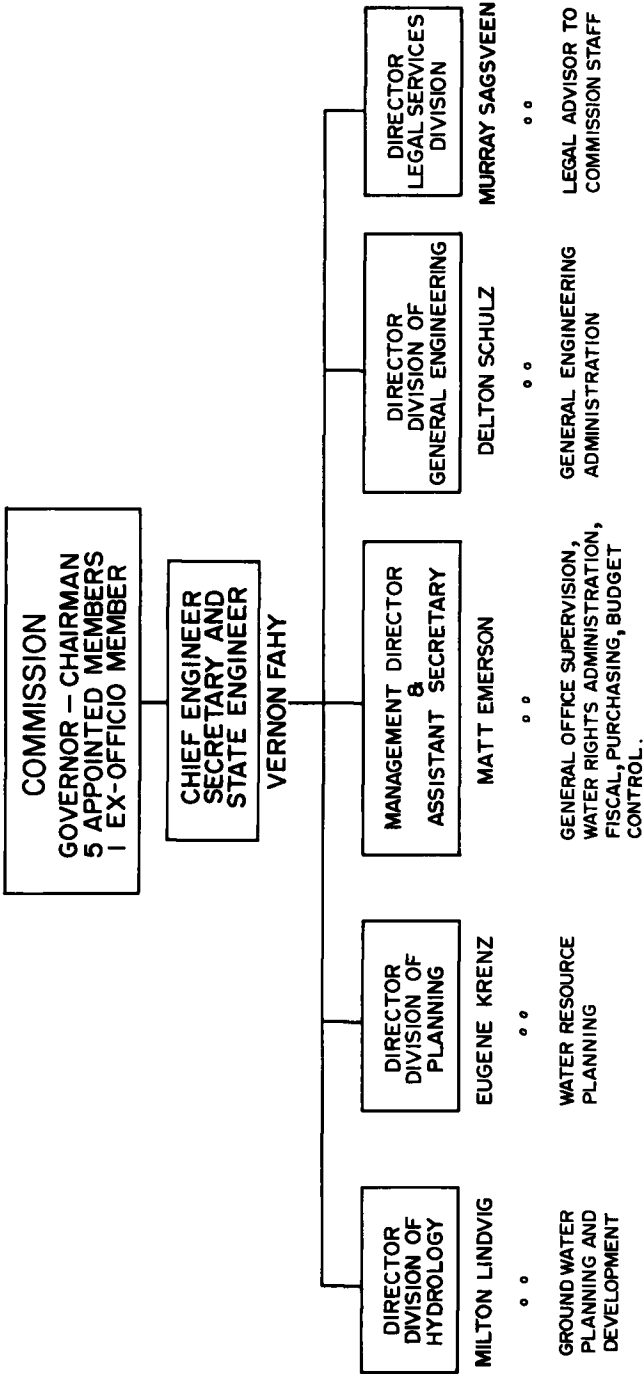 COMMISSION
GOVERNOR – CHAIRMAN
5 APPOINTED MEMBERS
1 EX-OFFICIO MEMBER
CHIEF ENGINEER
SECRETARY AND
STATE ENGINEER
VERNON FAHY
DIRECTOR
DIVISION OF
HYDROLOGY
MILTON LINDVIG
GROUND WATER
PLANNING AND
DEVELOPMENT
DIRECTOR
DIVISION OF
PLANNING
EUGENE KRENZ
WATER RESOURCE
PLANNING
MANAGEMENT DIRECTOR
&
ASSISTANT SECRETARY
MATT EMERSON
GENERAL OFFICE SUPERVISION,
WATER RIGHTS ADMINISTRATION,
FISCAL, PURCHASING, BUDGET
CONTROL.
DIRECTOR
DIVISION OF
GENERAL ENGINEERING
DELTON SCHULZ
GENERAL ENGINEERING
ADMINISTRATION
DIRECTOR
LEGAL SERVICES
DIVISION
MURRAY SAGSVEEN
LEGAL ADVISOR TO
COMMISSION STAFF